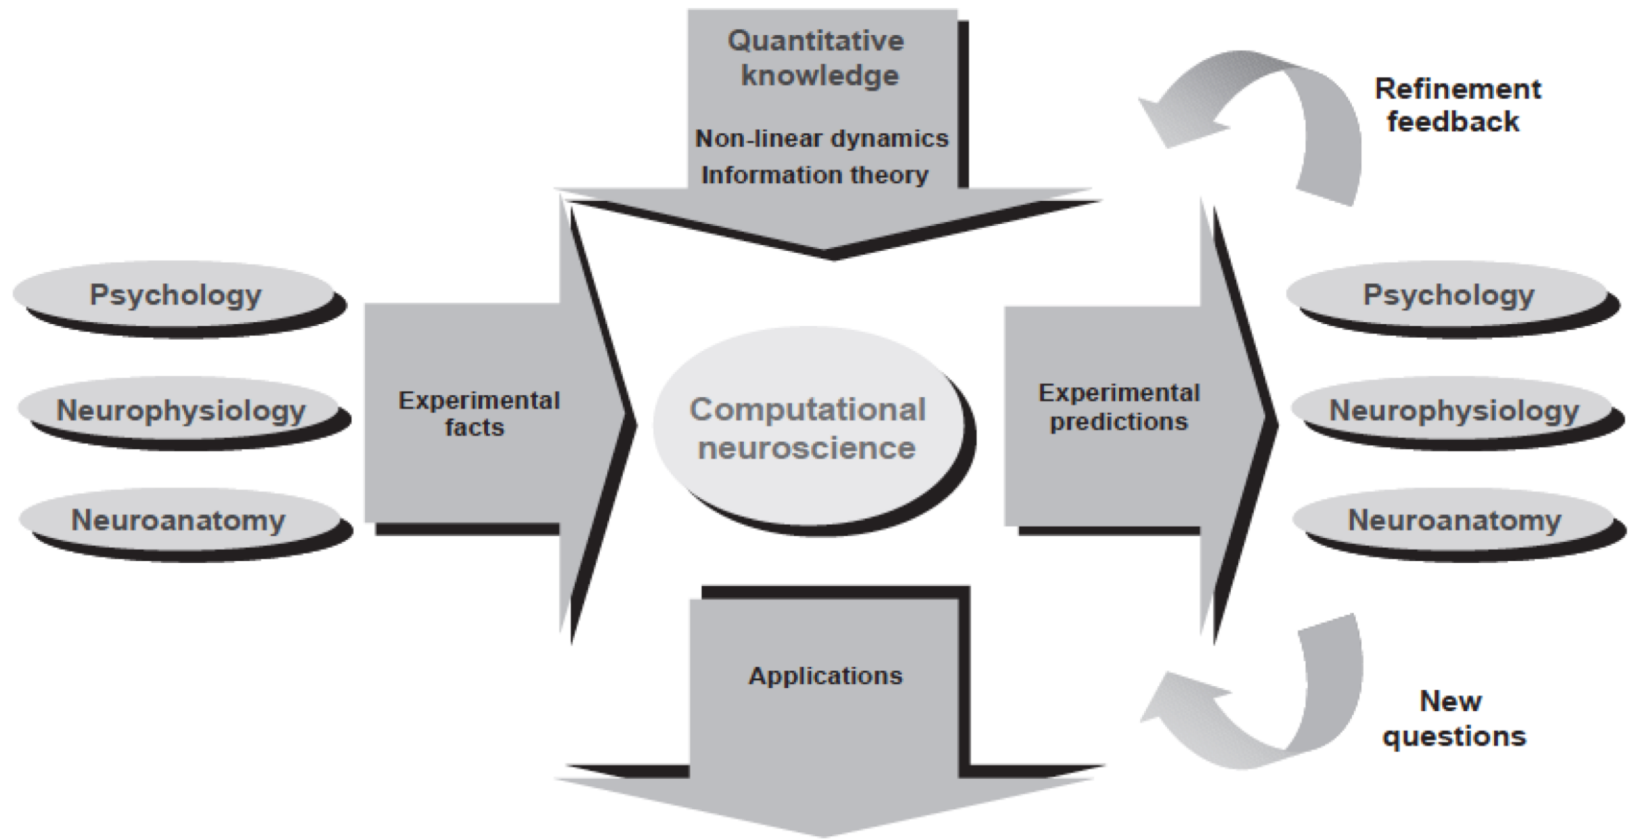 Quantitative
knowledge
Non-linear dynamics
Information theory
Refinement
feedback
Psychology
Neurophysiology
Neuroanatomy
Experimental
facts
Computational
neuroscience
Experimental
predictions
Psychology
Neurophysiology
Neuroanatomy
Applications
New
questions